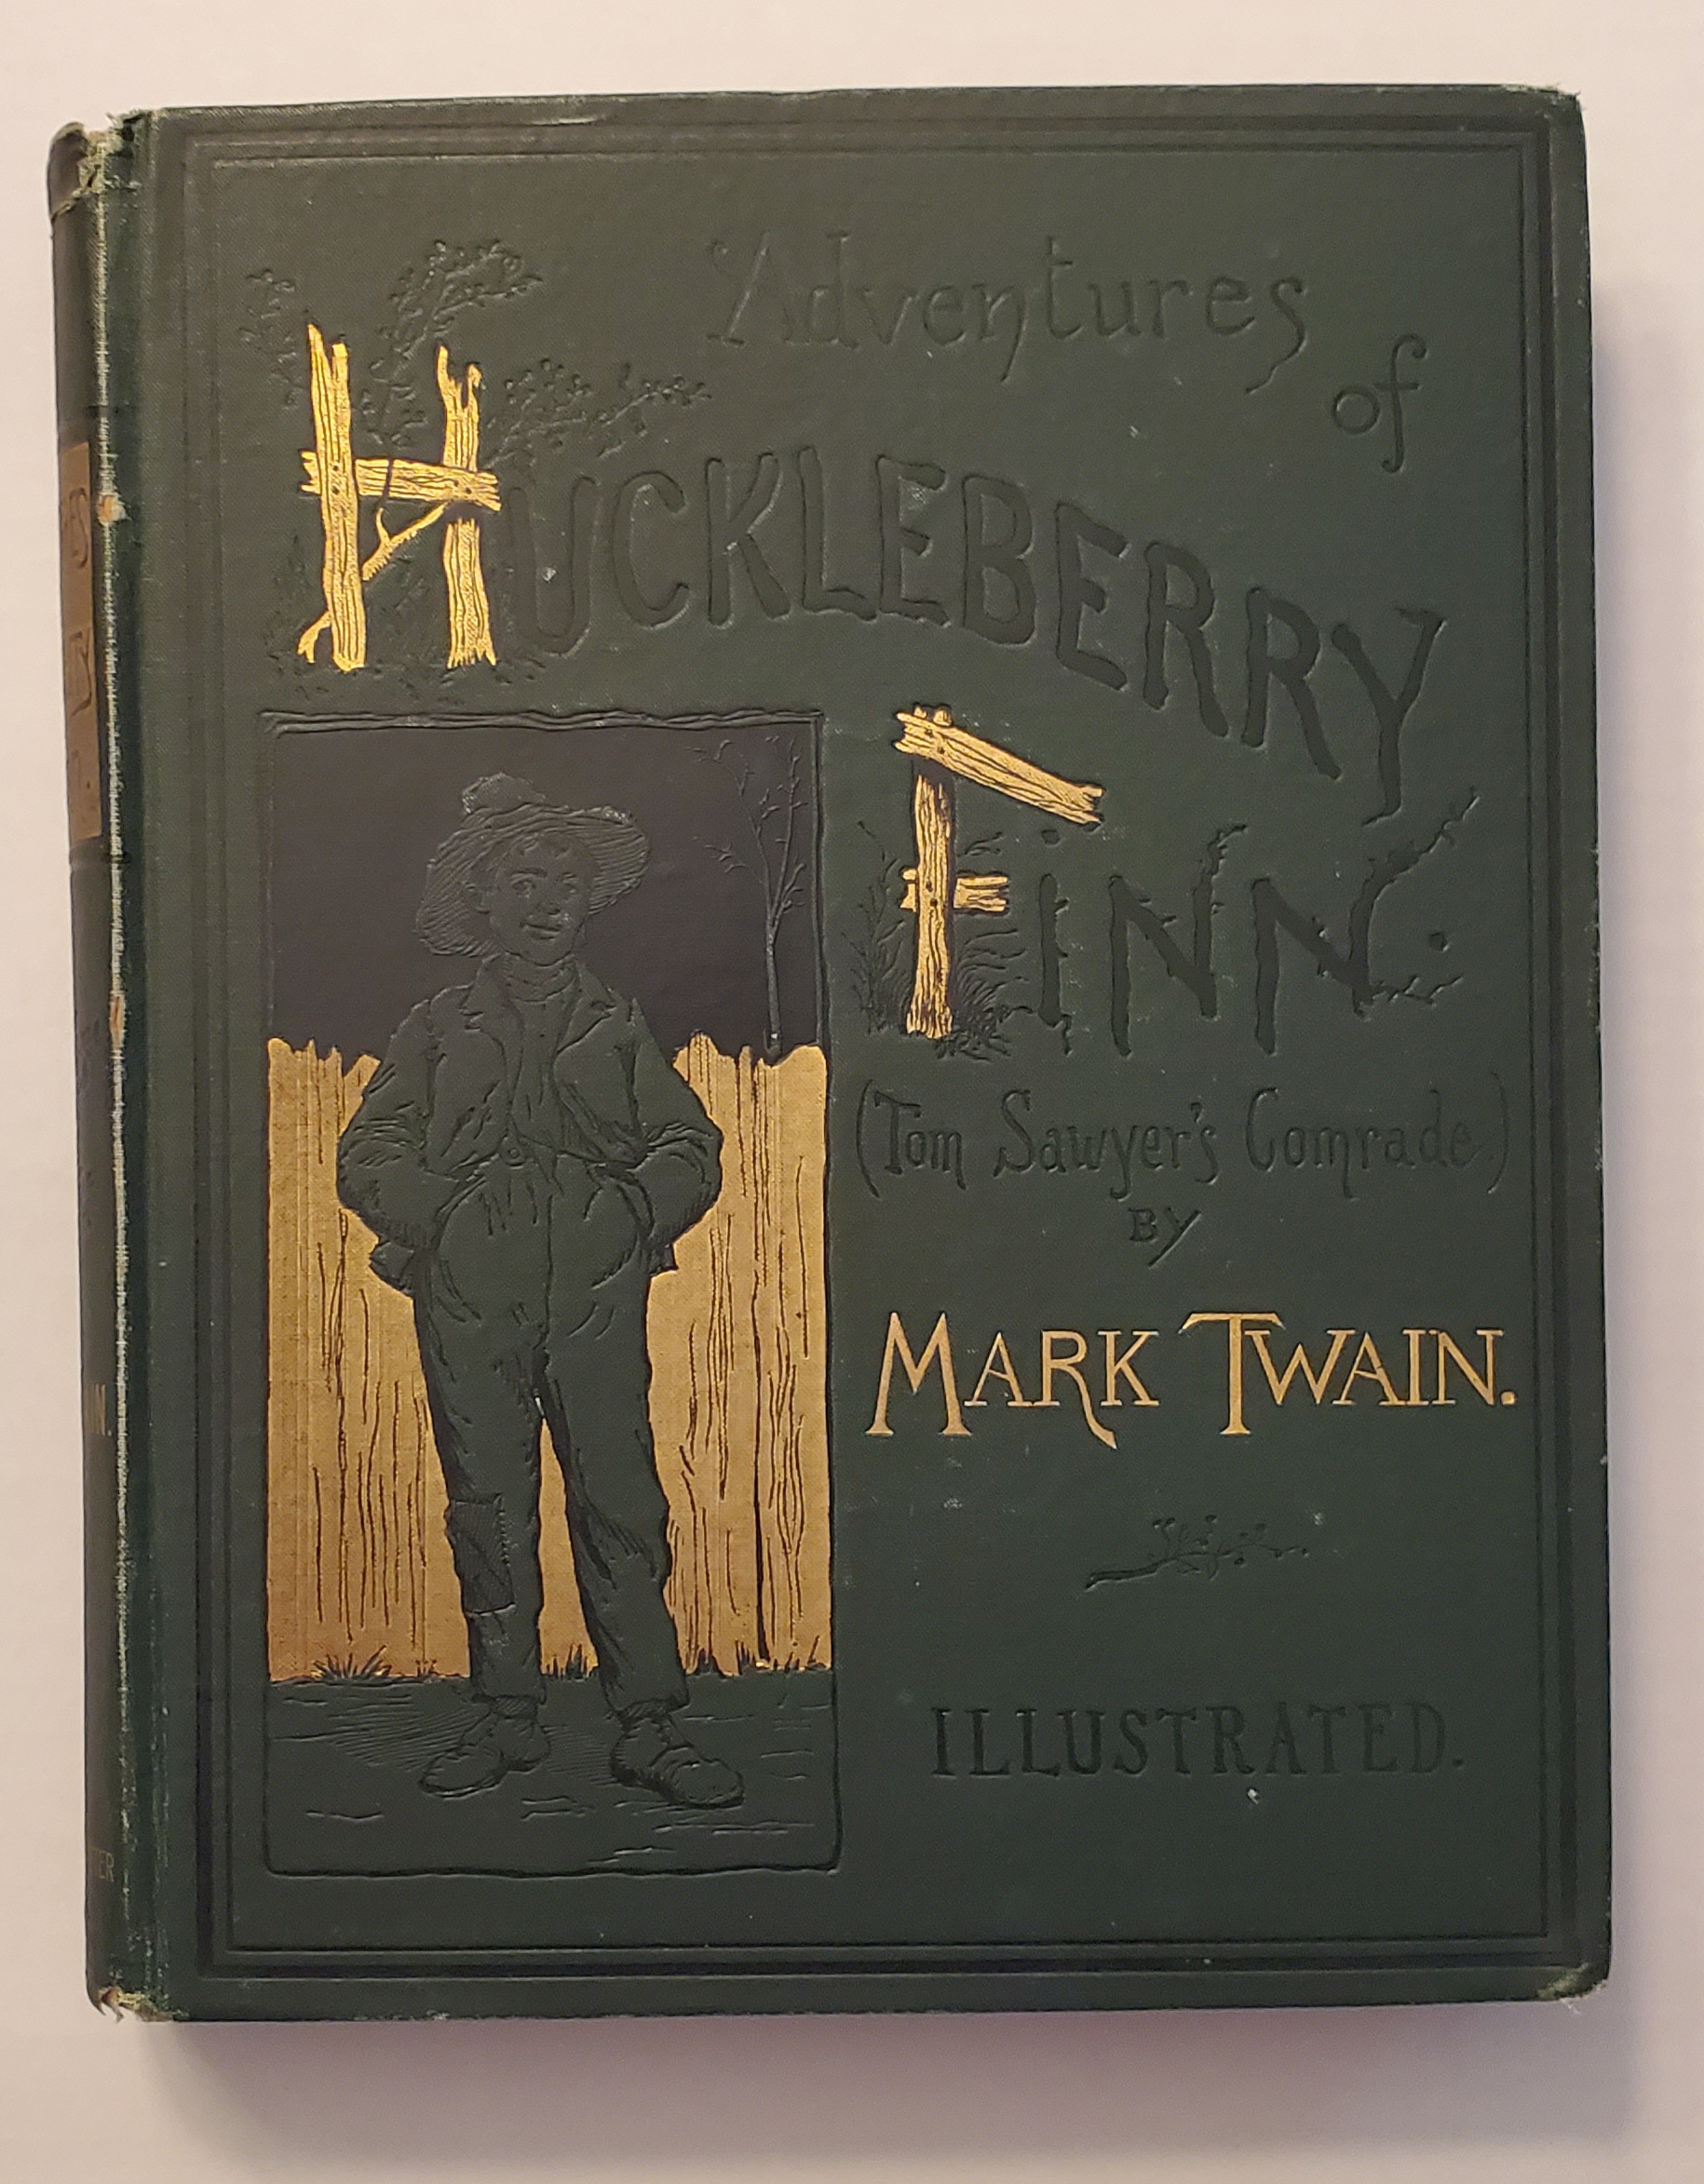 Adventures
of
HUCKLEBERRY
FINN.
(Tom Sawyer's Comrade.)
BY
MARK TWAIN.
ILLUSTRATED.